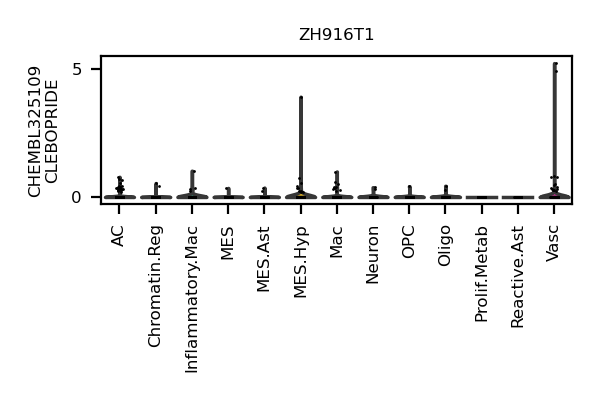 ZH916T1
CHEMBL325109
CLEBOPRIDE
5
0
AC
Chromatin.Reg
Inflammatory.Mac
MES
MES.Ast
MES.Hyp
Mac
Neuron
OPC
Oligo
Prolif.Metab
Reactive.Ast
Vasc